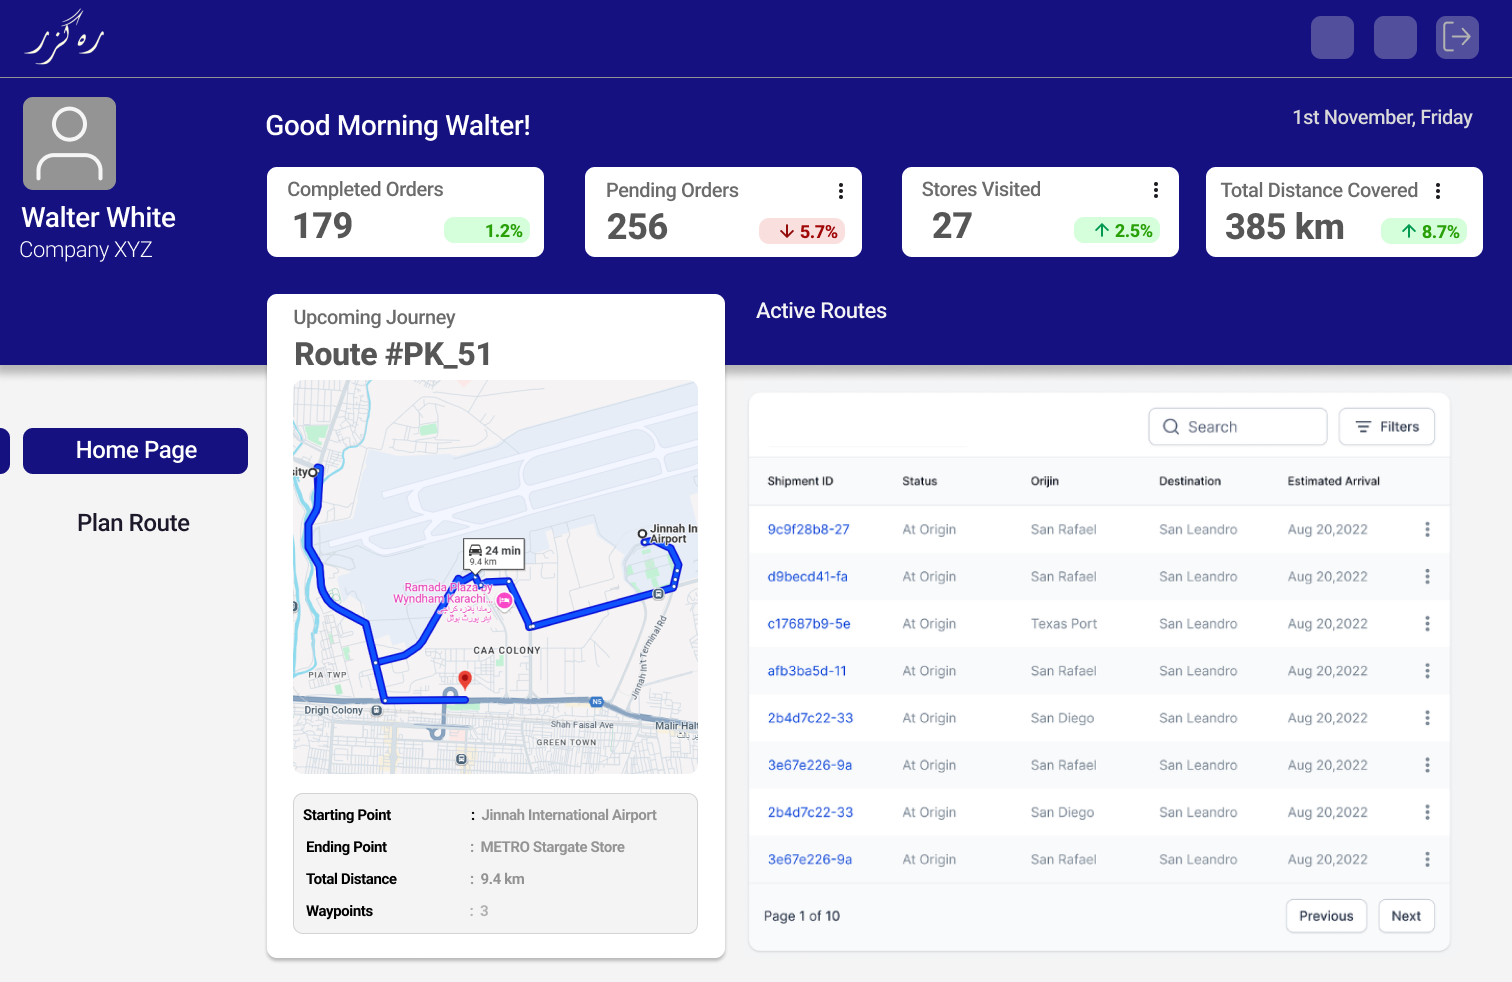 ره گزر
1st November, Friday
Good Morning Walter!
Walter White
Company XYZ
Completed Orders
179
1.2%
Pending Orders
256
5.7%
Stores Visited
27
2.5%
Total Distance Covered
385 km
8.7%
Upcoming Journey
Route #PK_51
Active Routes
Home Page
Plan Route
sity
Jinnah In
Airport
24 min
9.4 km
Ramada Plaza by
Wyndham Karachi...
CAA COLONY
Jinnah Int Terminal Rd
PIA TWP
Drigh Colony
N5
Shah Faisal Ave
Malir Halt
GREEN TOWN
Starting Point : Jinnah International Airport
Ending Point : METRO Stargate Store
Total Distance : 9.4 km
Waypoints : 3
Search
Filters
Shipment ID Status Orijin Destination Estimated Arrival
9c9f28b8-27 At Origin San Rafael San Leandro Aug 20,2022
d9becd41-fa At Origin San Rafael San Leandro Aug 20,2022
c17687b9-5e At Origin Texas Port San Leandro Aug 20,2022
afb3ba5d-11 At Origin San Rafael San Leandro Aug 20,2022
2b4d7c22-33 At Origin San Diego San Leandro Aug 20,2022
3e67e226-9a At Origin San Rafael San Leandro Aug 20,2022
2b4d7c22-33 At Origin San Diego San Leandro Aug 20,2022
3e67e226-9a At Origin San Rafael San Leandro Aug 20,2022
Page 1 of 10
Previous
Next